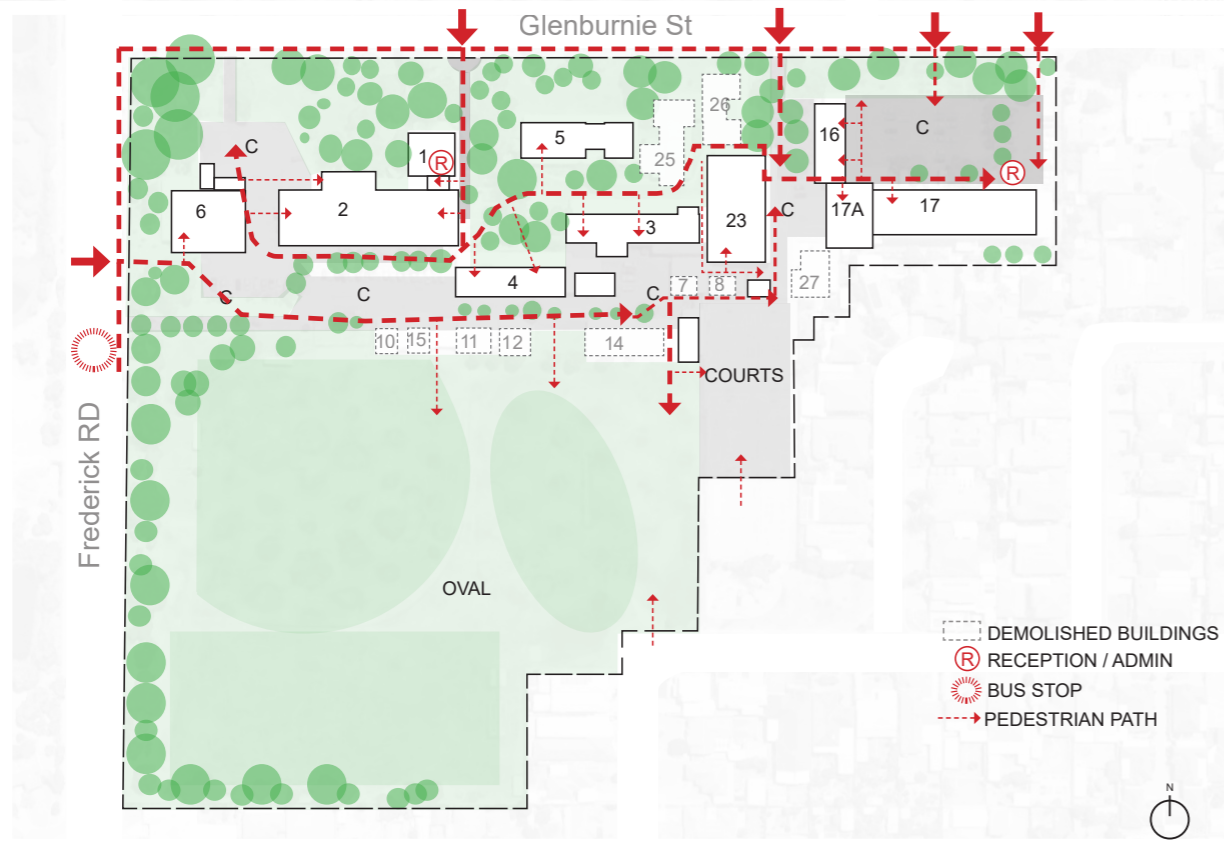 Glenburnie St
26
C
16
5
C
1
R
25
R
6
2
23
17A
17
C
3
4
7
8
27
C
C
C
10
15
11
12
14
COURTS
Frederick RD
OVAL
DEMOLISHED BUILDINGS
R RECEPTION / ADMIN
BUS STOP
PEDESTRIAN PATH
N